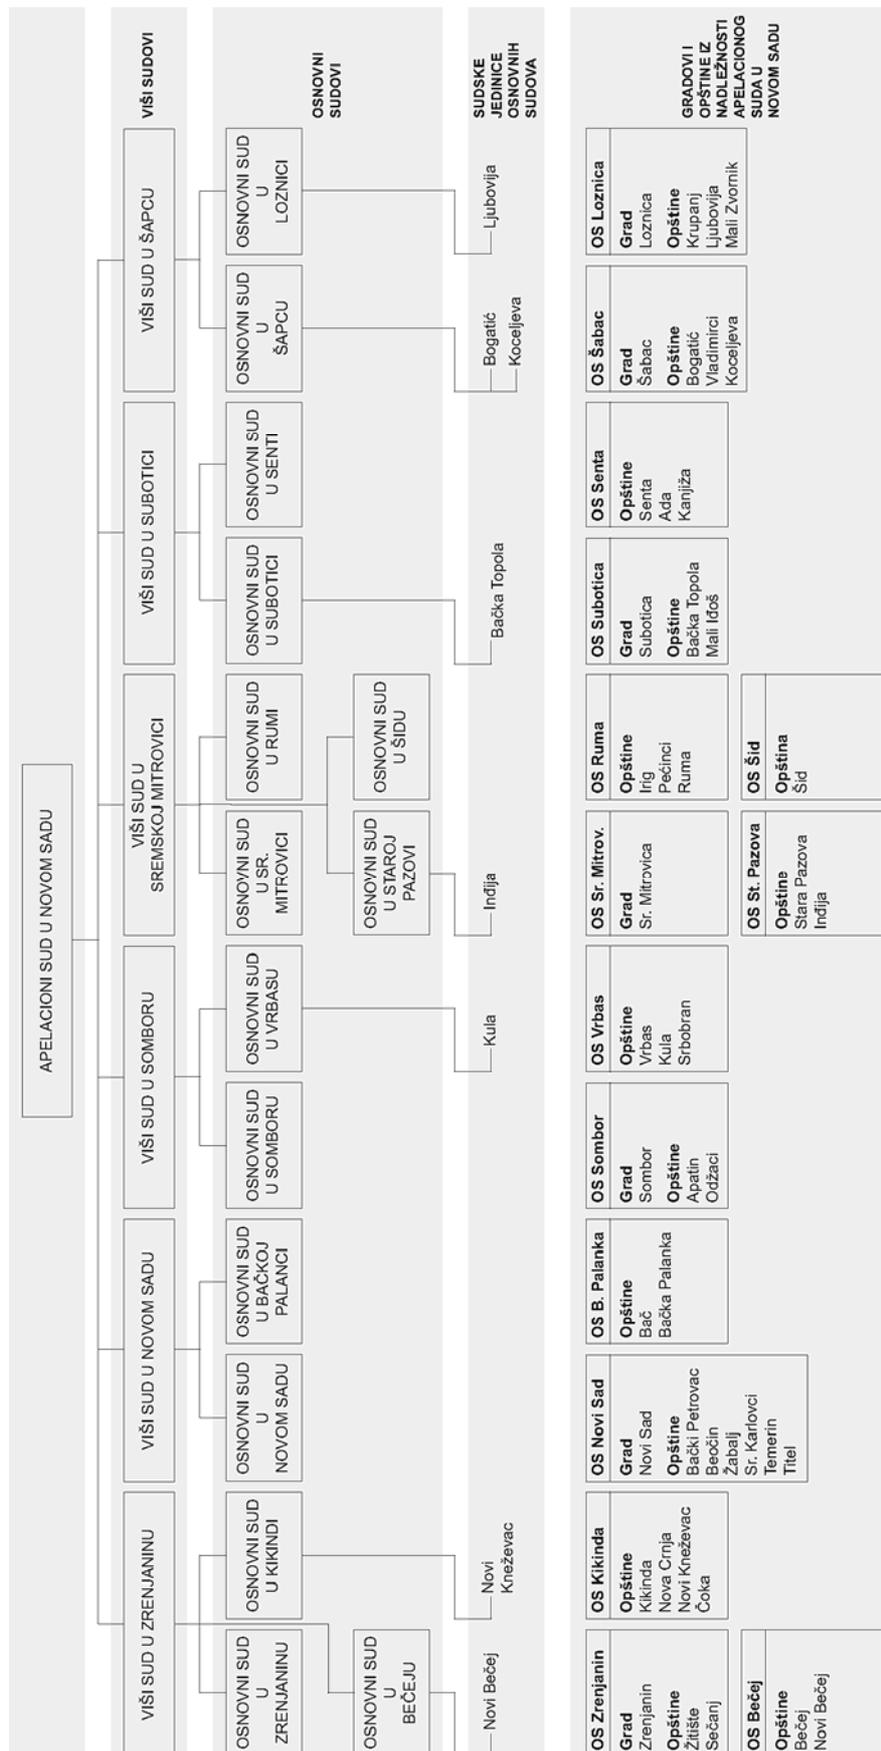 APELACIONI SUD U NOVOM SADU
VIŠI SUDOVI
VIŠI SUD U ZRENJANINU
VIŠI SUD U NOVOM SADU
VIŠI SUD U SOMBORU
VIŠI SUD U
SREMSKOJ MITROVICI
VIŠI SUD U SUBOTICI
VIŠI SUD U ŠAPCU
OSNOVNI
SUDOVI
OSNOVNI SUD
U
ZRENJANINU
OSNOVNI SUD
U KIKINDI
OSNOVNI SUD
U
NOVOM SADU
OSNOVNI SUD
U BAČKOJ
PALANCI
OSNOVNI SUD
U SOMBORU
OSNOVNI SUD
U VRBASU
OSNOVNI SUD
U SR.
MITROVICI
OSNOVNI SUD
U RUMI
OSNOVNI SUD
U SUBOTICI
OSNOVNI SUD
U SENTI
OSNOVNI SUD
U
ŠAPCU
OSNOVNI SUD
U
LOZNICI
OSNOVNI SUD
U
BEČEJU
OSNOVNI SUD
U STAROJ
PAZOVI
OSNOVNI SUD
U ŠIDU
SUDSKE
JEDINICE
OSNOVNIH
SUDOVA
Novi Bečej
Novi
Kneževac
Kula
Inđija
Bačka Topola
Bogatić
Koceljeva
Ljubovija
GRADOVI I
OPŠTINE IZ
NADLEŽNOSTI
APELACIONOG
SUDA U
NOVOM SADU
OS Zrenjanin
Grad
Zrenjanin
Opštine
Žitište
Sečanj
OS Kikinda
Opštine
Kikinda
Nova Crnja
Novi Kneževac
Čoka
OS Novi Sad
Grad
Novi Sad
Opštine
Bački Petrovac
Beočin
Žabalj
Sr. Karlovci
Temerin
Titel
OS B. Palanka
Opštine
Bač
Bačka Palanka
OS Sombor
Grad
Sombor
Opštine
Apatin
Odžaci
OS Vrbas
Opštine
Vrbas
Kula
Srbobran
OS Sr. Mitrov.
Grad
Sr. Mitrovica
OS Ruma
Opštine
Irig
Pećinci
Ruma
OS Subotica
Grad
Subotica
Opštine
Bačka Topola
Mali Iđoš
OS Senta
Opštine
Senta
Ada
Kanjiža
OS Šabac
Grad
Šabac
Opštine
Bogatić
Vladimirci
Koceljeva
OS Loznica
Grad
Loznica
Opštine
Krupanj
Ljubovija
Mali Zvornik
OS Bečej
Opštine
Bečej
Novi Bečej
OS St. Pazova
Opštine
Stara Pazova
Inđija
OS Šid
Opština
Šid